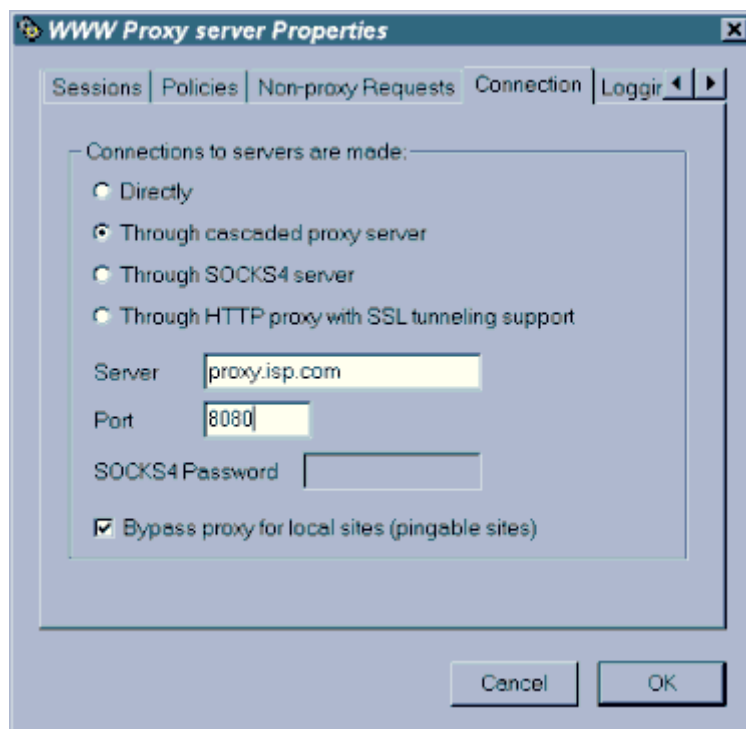 WWW Proxy server Properties
Sessions Policies Non-proxy Requests Connection Loggin
Connections to servers are made:
Directly
Through cascaded proxy server
Through SOCKS4 server
Through HTTP proxy with SSL tunneling support
Server proxy.isp.com
Port 8080
SOCKS4 Password
Bypass proxy for local sites (pingable sites)
Cancel OK